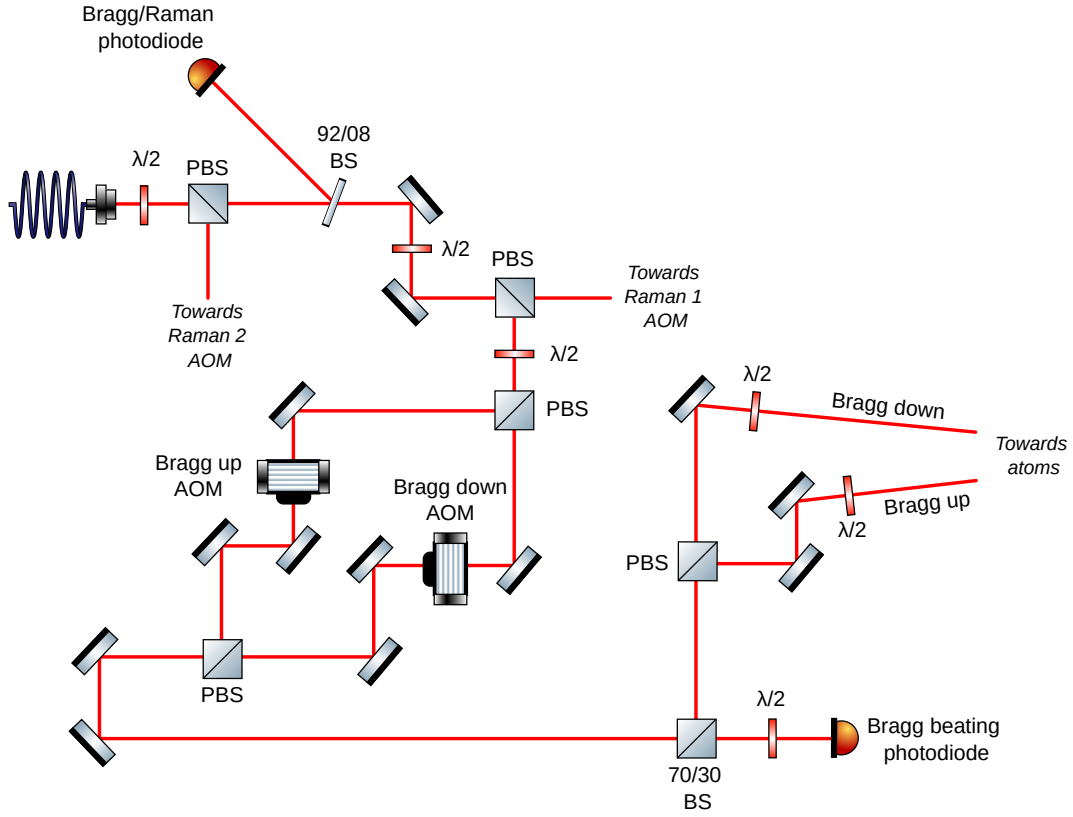 Bragg/Raman
photodiode
92/08
BS
λ/2
PBS
λ/2
PBS
Towards
Raman 1
AOM
Towards
Raman 2
AOM
λ/2
PBS
λ/2
Bragg down
Towards
atoms
Bragg up
AOM
Bragg down
AOM
Bragg up
λ/2
PBS
PBS
λ/2
Bragg beating
photodiode
70/30
BS